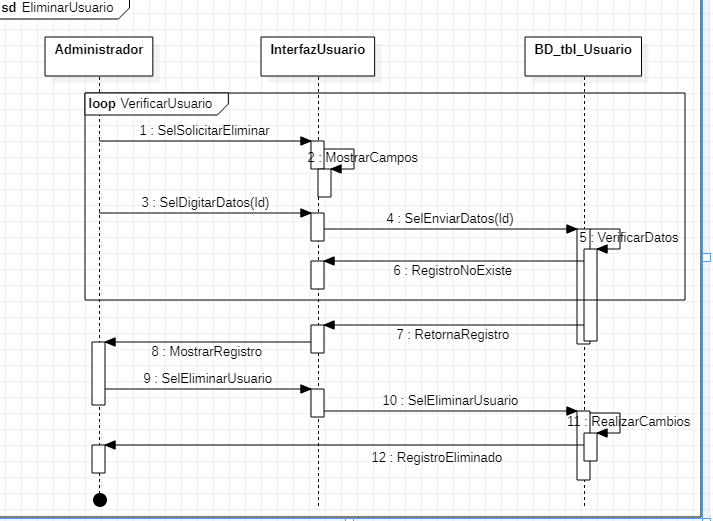 sd EliminarUsuario
Administrador
InterfazUsuario
BD_tbl_Usuario
loop VerificarUsuario
1 : SelSolicitarEliminar
2 : MostrarCampos
3 : SelDigitarDatos(Id)
4 : SelEnviarDatos(Id)
5 : VerificarDatos
6 : RegistroNoExiste
7 : RetornaRegistro
8 : MostrarRegistro
9 : SelEliminarUsuario
10 : SelEliminarUsuario
11 : RealizarCambios
12 : RegistroEliminado